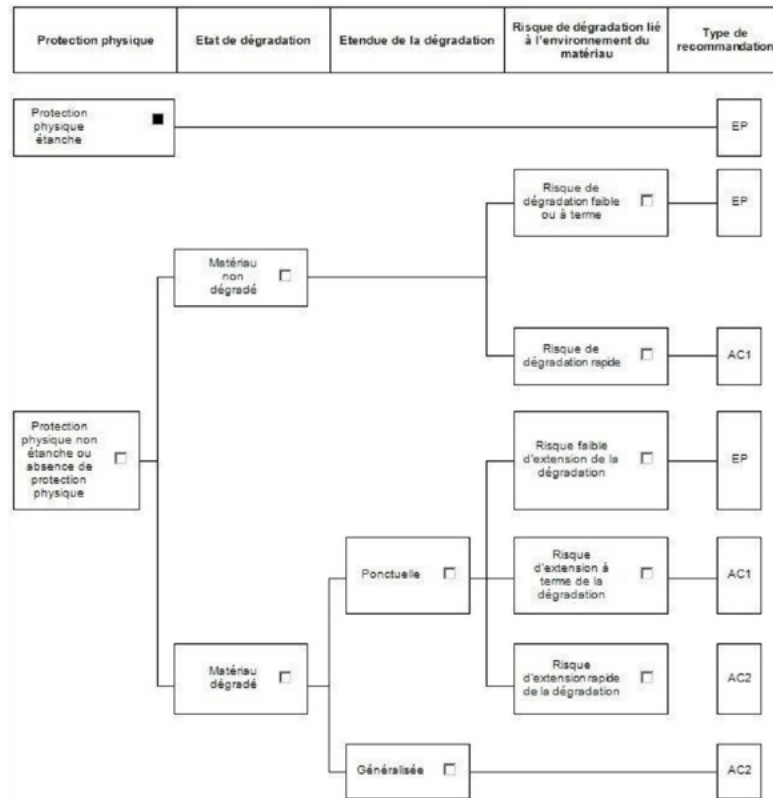 Protection physique
Etat de dégradation
Etendue de la dégradation
Risque de dégradation lié
à l'environnement du
matériau
Type de
recommandation
Protection
physique
étanche
EP
Risque de
dégradation faible
ou à terme
EP
Matériau
non
dégradé
Risque de
dégradation rapide
AC1
Protection
physique non
étanche ou
absence de
protection
physique
Risque faible
d'extension de la
dégradation
EP
Ponctuelle
Risque
d'extension à
terme de la
dégradation
AC1
Matériau
dégradé
Risque
d'extension rapide
de la dégradation
AC2
Généralisée
AC2